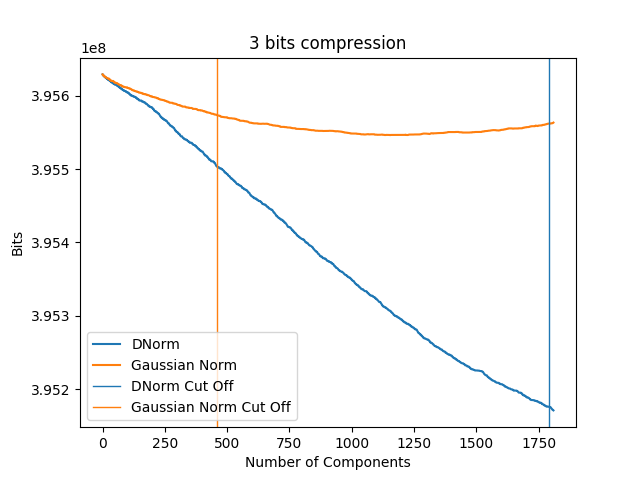 3 bits compression
1e8
3.956
3.955
3.954
3.953
3.952
Bits
DNorm
Gaussian Norm
DNorm Cut Off
Gaussian Norm Cut Off
0 250 500 750 1000 1250 1500 1750
Number of Components